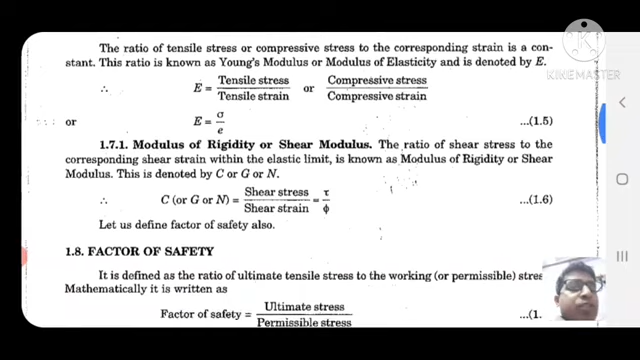 The ratio of tensile stress or compressive stress to the corresponding strain is a con-
stant. This ratio is known as Young's Modulus or Modulus of Elasticity and is denoted by E.
∴ E = Tensile stress / Tensile strain or Compressive stress / Compressive strain
or E = σ / e ...(1.5)
1.7.1. Modulus of Rigidity or Shear Modulus. The ratio of shear stress to the
corresponding shear strain within the elastic limit, is known as Modulus of Rigidity or Shear
Modulus. This is denoted by C or G or N.
∴ C (or G or N) = Shear stress / Shear strain = τ / φ ...(1.6)
Let us define factor of safety also.
1.8. FACTOR OF SAFETY
It is defined as the ratio of ultimate tensile stress to the working (or permissible)
Mathematically it is written as
Factor of safety = Ultimate stress / Permissible stress ...(1.
KINEMASTER